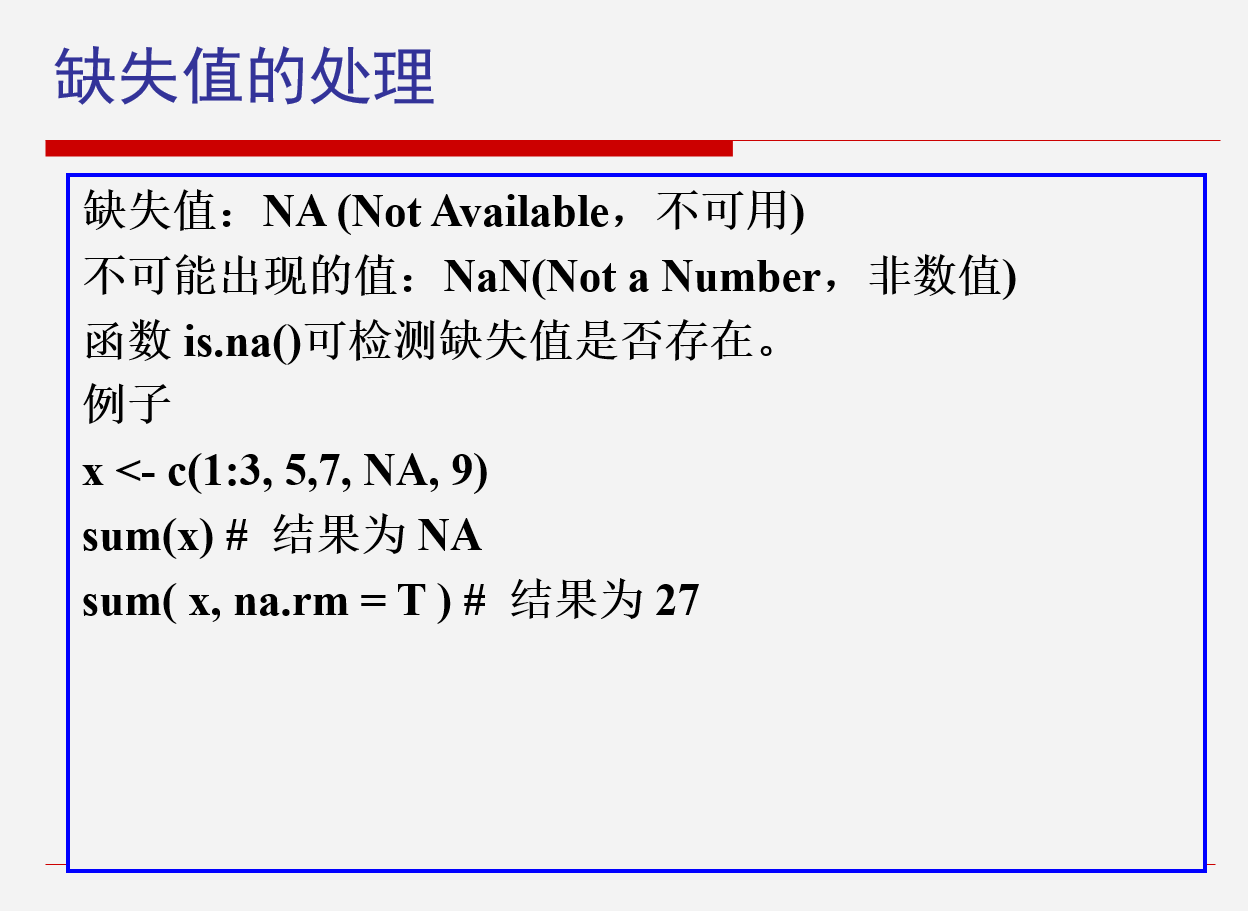 缺失值的处理
缺失值：NA (Not Available，不可用)
不可能出现的值：NaN(Not a Number，非数值)
函数 is.na()可检测缺失值是否存在。
例子
x <- c(1:3, 5,7, NA, 9)
sum(x) #  结果为 NA
sum( x, na.rm = T ) #  结果为 27